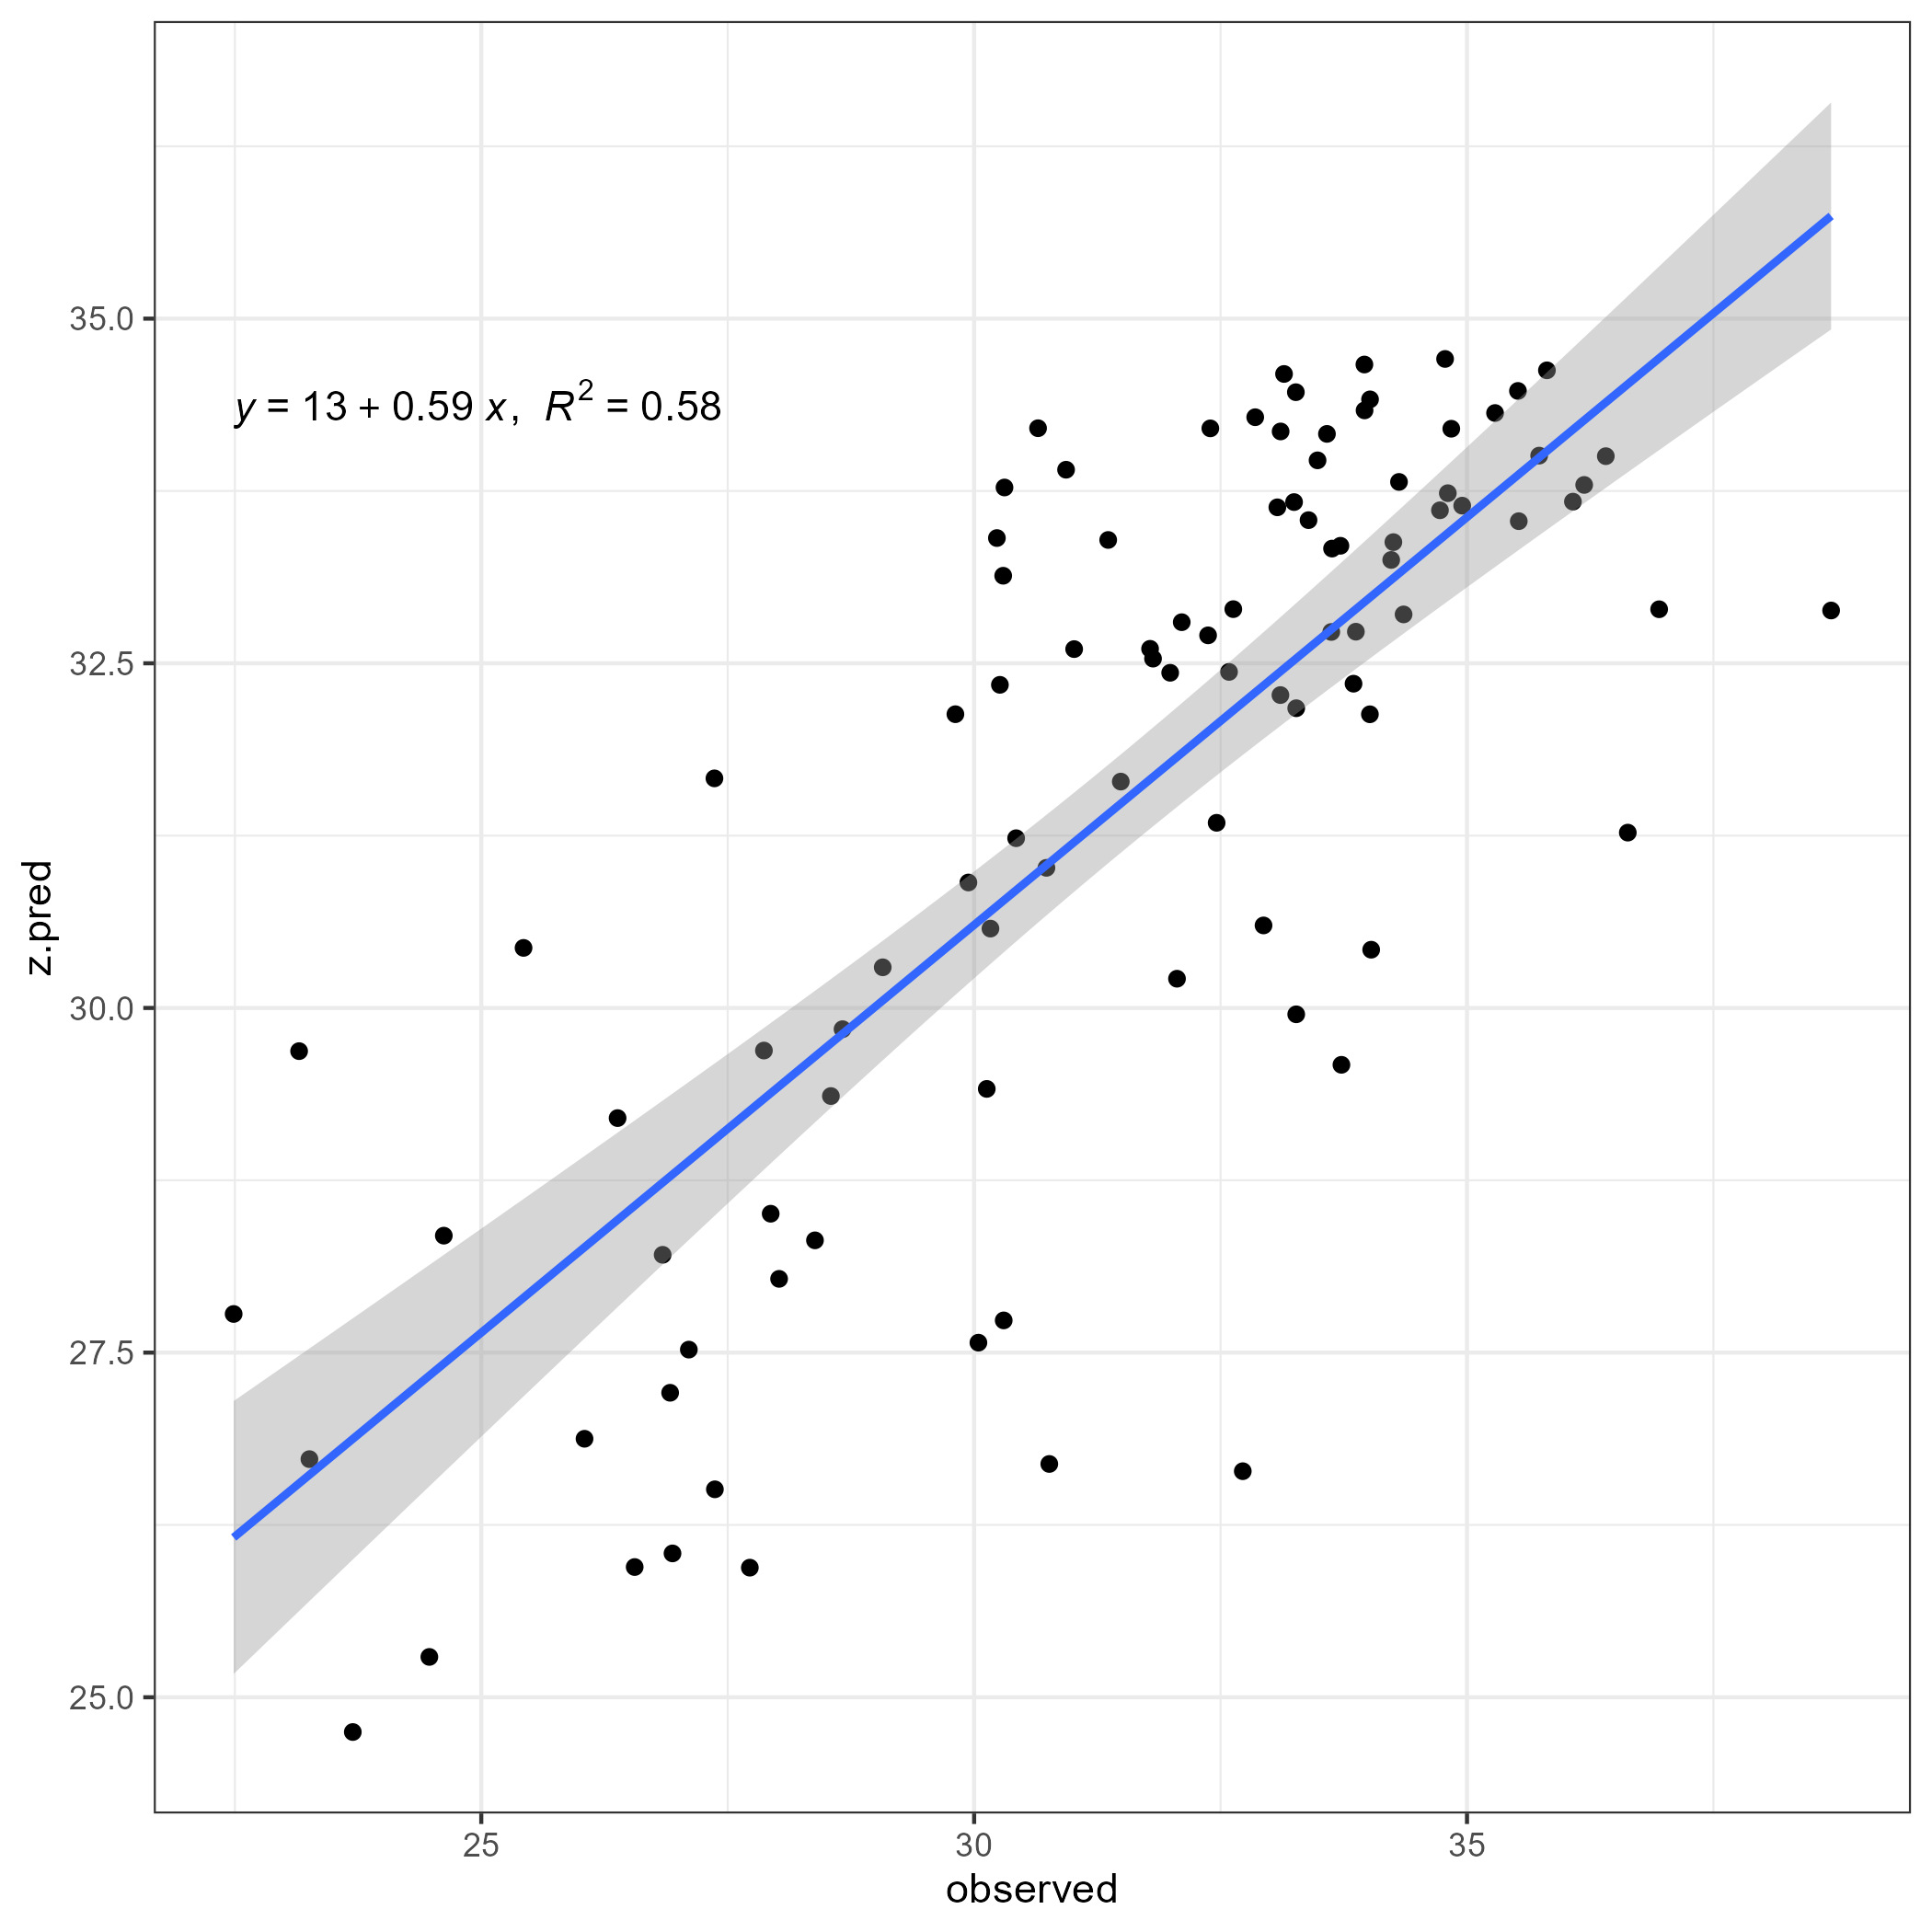 y = 13 + 0.59 x,  R² = 0.58
35.0
32.5
30.0
27.5
25.0
z.pred
25 30 35
observed